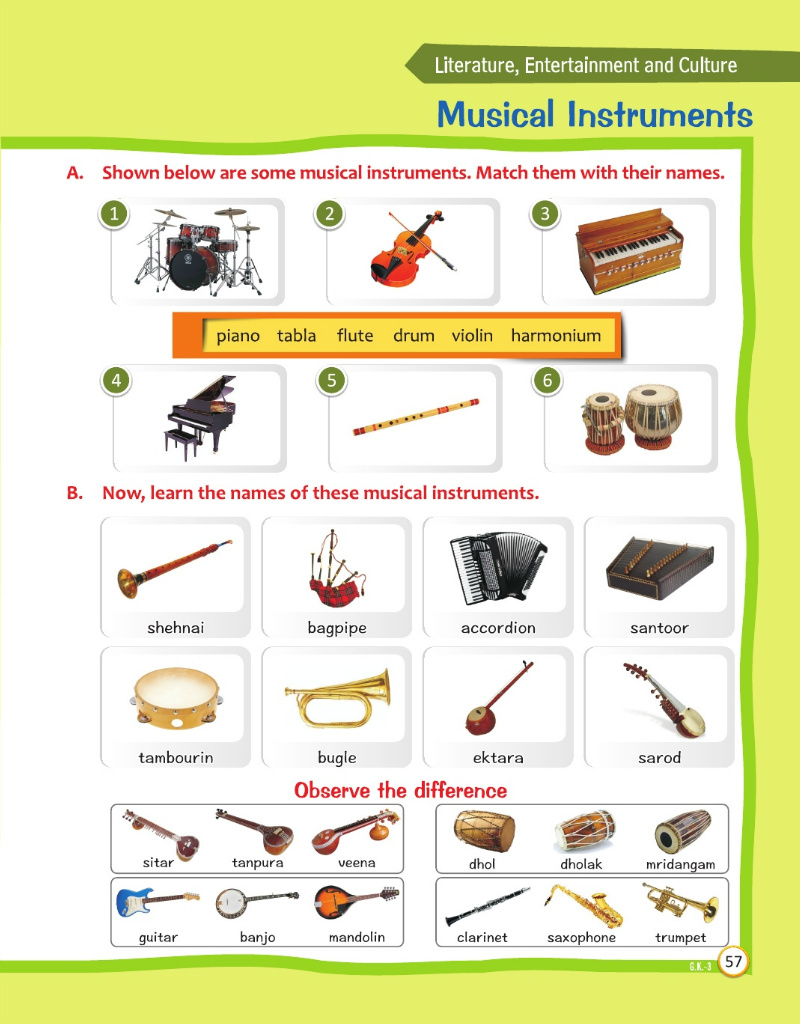 Literature, Entertainment and Culture
Musical Instruments
A. Shown below are some musical instruments. Match them with their names.
1 2 3
piano tabla flute drum violin harmonium
4 5 6
B. Now, learn the names of these musical instruments.
shehnai bagpipe accordion santoor
tambourin bugle ektara sarod
Observe the difference
sitar tanpura veena
dhol dholak mridangam
guitar banjo mandolin
clarinet saxophone trumpet
G.K.-3 57